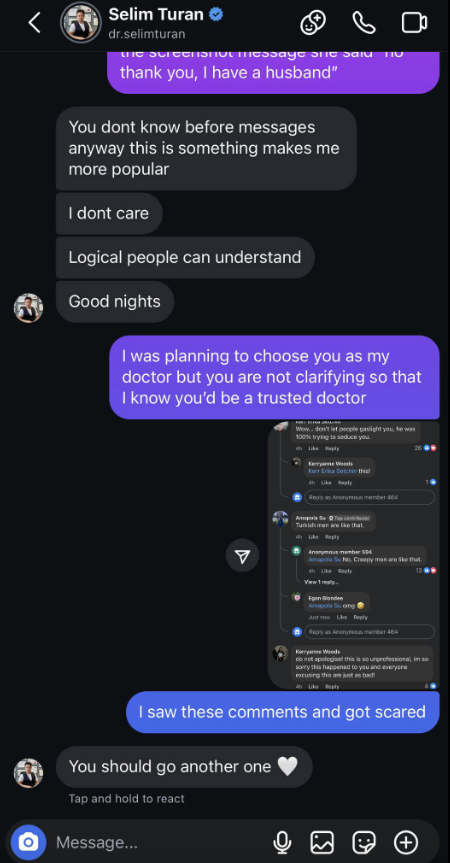 Selim Turan
dr.selimturan
the screenshot message she said "no
thank you, I have a husband"
You dont know before messages
anyway this is something makes me
more popular
I dont care
Logical people can understand
Good nights
I was planning to choose you as my
doctor but you are not clarifying so that
I know you'd be a trusted doctor
Kerr Erika Setchin
Wow... don't let people gaslight you, he was
100% trying to seduce you.
4h Like Reply
26
Kerryanne Woods
Kerr Erika Setchin this!
4h Like Reply
1
Reply as Anonymous member 464
Amapola Su Top contributor
Turkish men are like that.
4h Like Reply
Anonymous member 594
Amapola Su No. Creepy men are like that.
4h Like Reply
13
View 1 reply...
Egon Blondee
Amapola Su omg 🤣
Just now Like Reply
Reply as Anonymous member 464
Kerryanne Woods
do not apologise! this is so unprofessional, im so
sorry this happened to you and everyone
excusing this are just as bad!
4h Like Reply
4
I saw these comments and got scared
You should go another one 🤍
Tap and hold to react
Message...